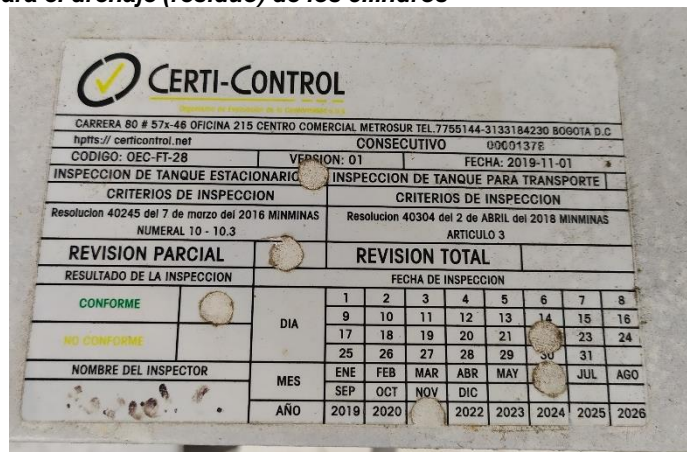 ara el drenaje (residuo) de los cilindros
CERTI-CONTROL
CARRERA 80 # 57x-46 OFICINA 215 CENTRO COMERCIAL METROSUR TEL.7755144-3133184230 BOGOTA D.C
hptts:// certicontrol.net CONSECUTIVO 00001378
CODIGO: OEC-FT-28 VERSION: 01 FECHA: 2019-11-01
INSPECCION DE TANQUE ESTACIONARIO INSPECCION DE TANQUE PARA TRANSPORTE
CRITERIOS DE INSPECCION CRITERIOS DE INSPECCION
Resolucion 40245 del 7 de marzo del 2016 MINMINAS Resolucion 40304 del 2 de ABRIL del 2018 MINMINAS
NUMERAL 10 - 10.3 ARTICULO 3
REVISION PARCIAL REVISION TOTAL
RESULTADO DE LA INSPECCION FECHA DE INSPECCION
CONFORME
NO CONFORME
NOMBRE DEL INSPECTOR
DIA
1 2 3 4 5 6 7 8
9 10 11 12 13 14 15 16
17 18 19 20 21 23 24
25 26 27 28 29 30 31
MES
ENE FEB MAR ABR MAY JUL AGO
SEP OCT NOV DIC
AÑO 2019 2020 2022 2023 2024 2025 2026